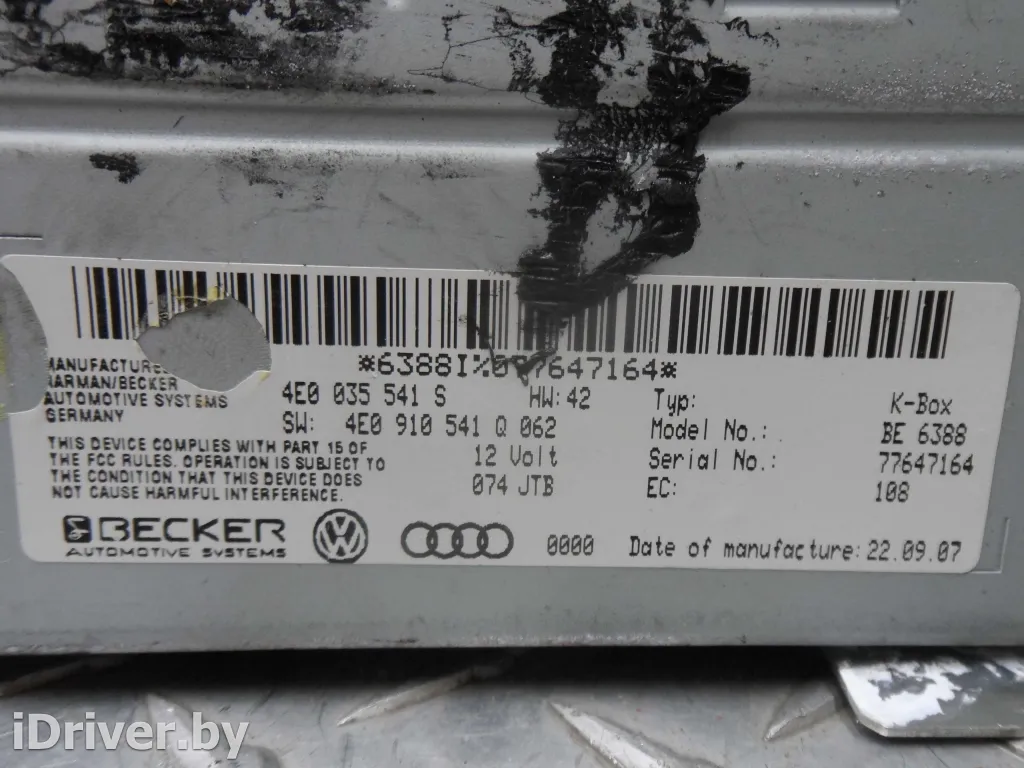 *6388I%0 7647164*
HARMAN/BECKER
AUTOMOTIVE SYSTEMS
GERMANY
4E0 035 541 S HW: 42
SW: 4E0 910 541 Q 062
12 Volt
074 JTB
Typ: K-Box
Model No.: BE 6388
Serial No.: 77647164
EC: 108
THIS DEVICE COMPLIES WITH PART 15 OF
THE FCC RULES. OPERATION IS SUBJECT TO
THE CONDITION THAT THIS DEVICE DOES
NOT CAUSE HARMFUL INTERFERENCE.
BECKER
AUTOMOTIVE SYSTEMS
0000 Date of manufacture: 22.09.07
iDriver.by